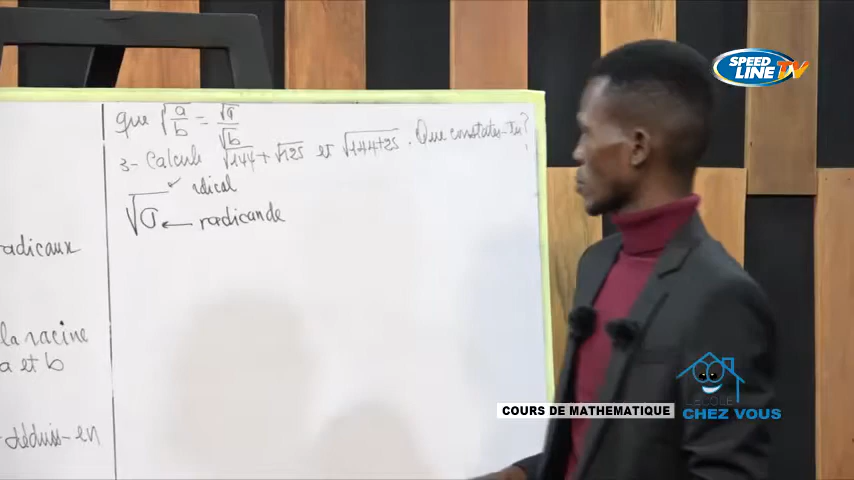 SPEED
LINE TV
que √a/b = √a/√b
3- Calcule √144 + √25 et √144+25 . Que constates-tu?
radical
√a ← radicande
radicaux
la racine
a et b
déduis-en
COURS DE MATHEMATIQUE
L'ECOLE
CHEZ VOUS